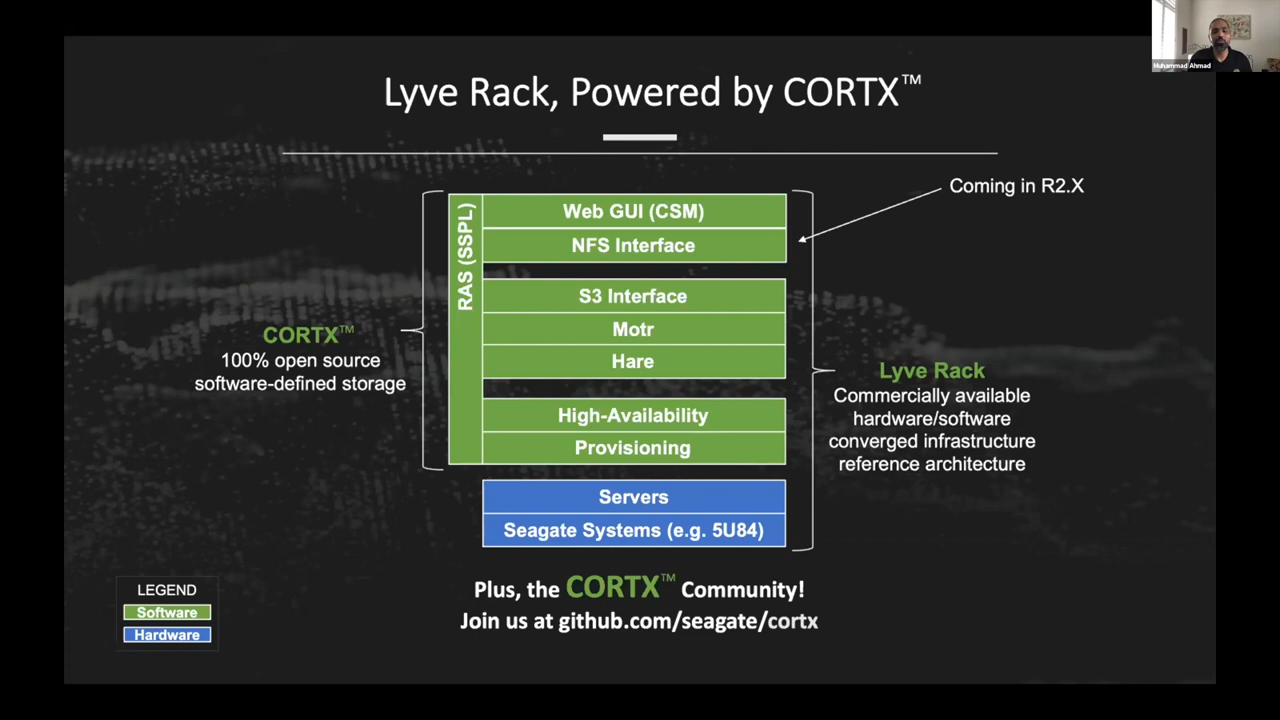 Muhammad Ahmad
Lyve Rack, Powered by CORTX™
Coming in R2.X
RAS (SSPL)
Web GUI (CSM)
NFS Interface
S3 Interface
Motr
Hare
High-Availability
Provisioning
Servers
Seagate Systems (e.g. 5U84)
CORTX™
100% open source
software-defined storage
Lyve Rack
Commercially available
hardware/software
converged infrastructure
reference architecture
LEGEND
Software
Hardware
Plus, the CORTX™ Community!
Join us at github.com/seagate/cortx